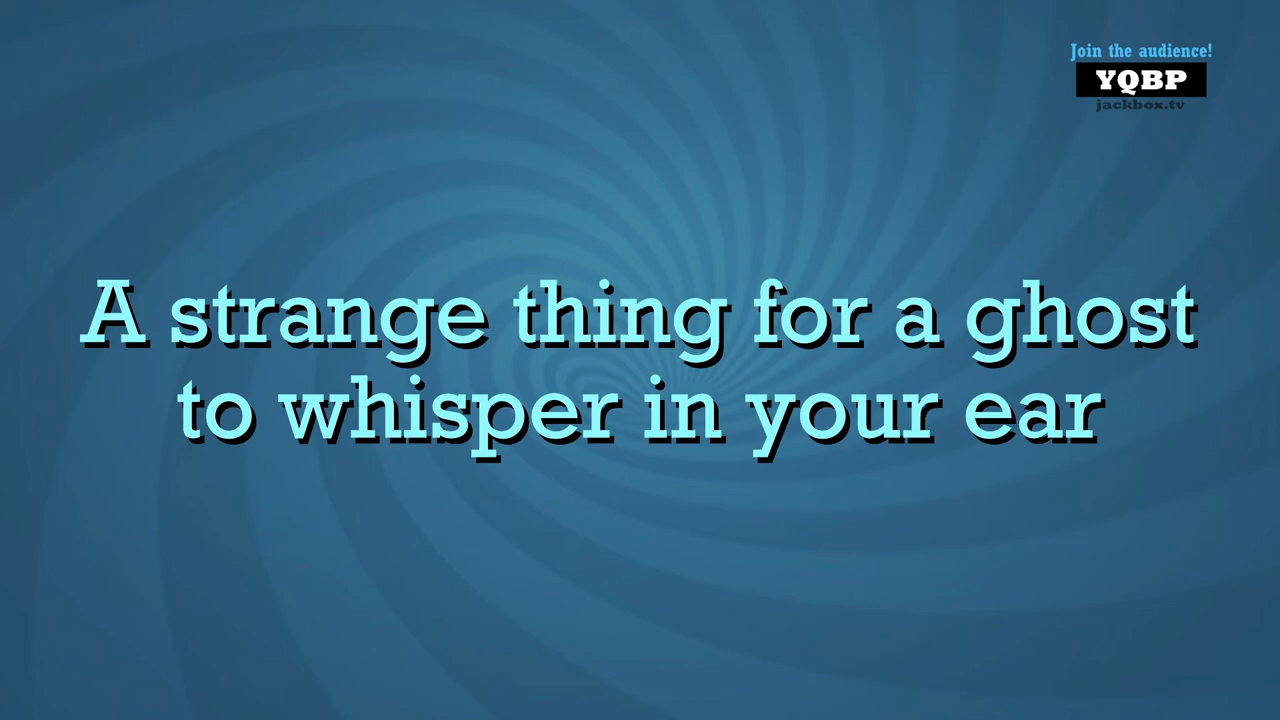 Join the audience!
YQBP
jackbox.tv
A strange thing for a ghost
to whisper in your ear